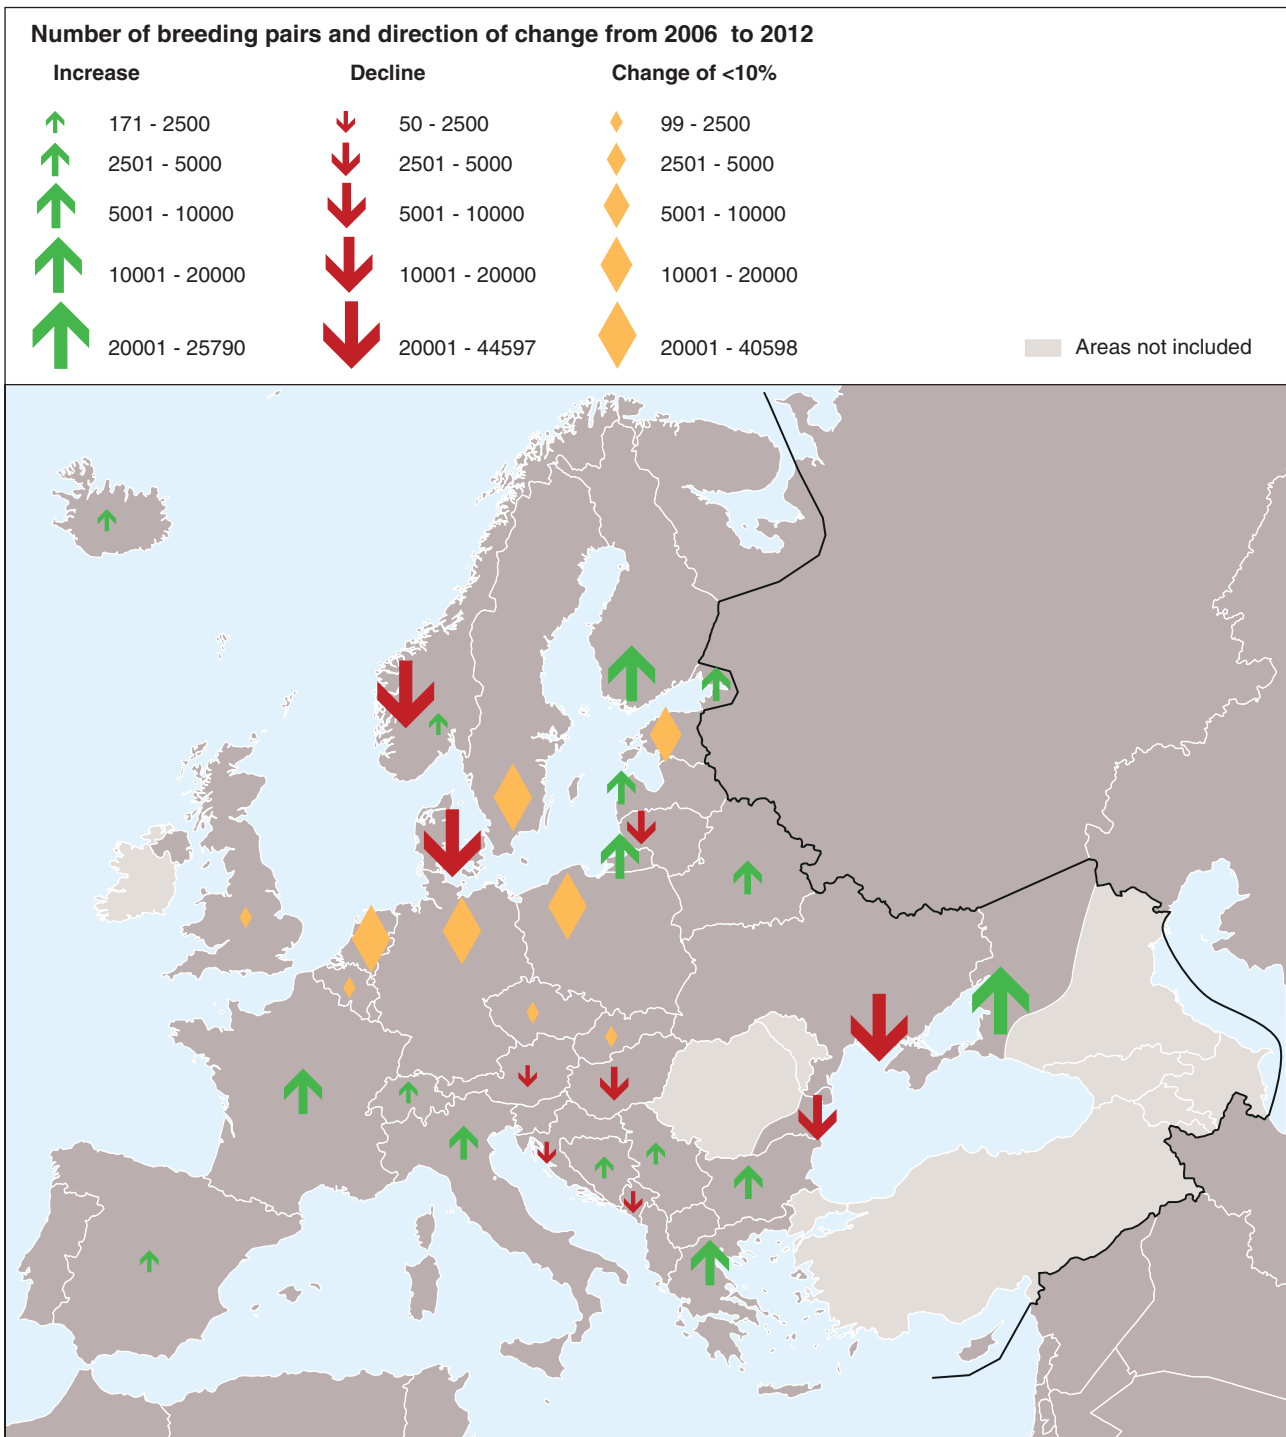 Number of breeding pairs and direction of change from 2006 to 2012
Increase Decline Change of <10%
171 - 2500 50 - 2500 99 - 2500
2501 - 5000 2501 - 5000 2501 - 5000
5001 - 10000 5001 - 10000 5001 - 10000
10001 - 20000 10001 - 20000 10001 - 20000
20001 - 25790 20001 - 44597 20001 - 40598 Areas not included